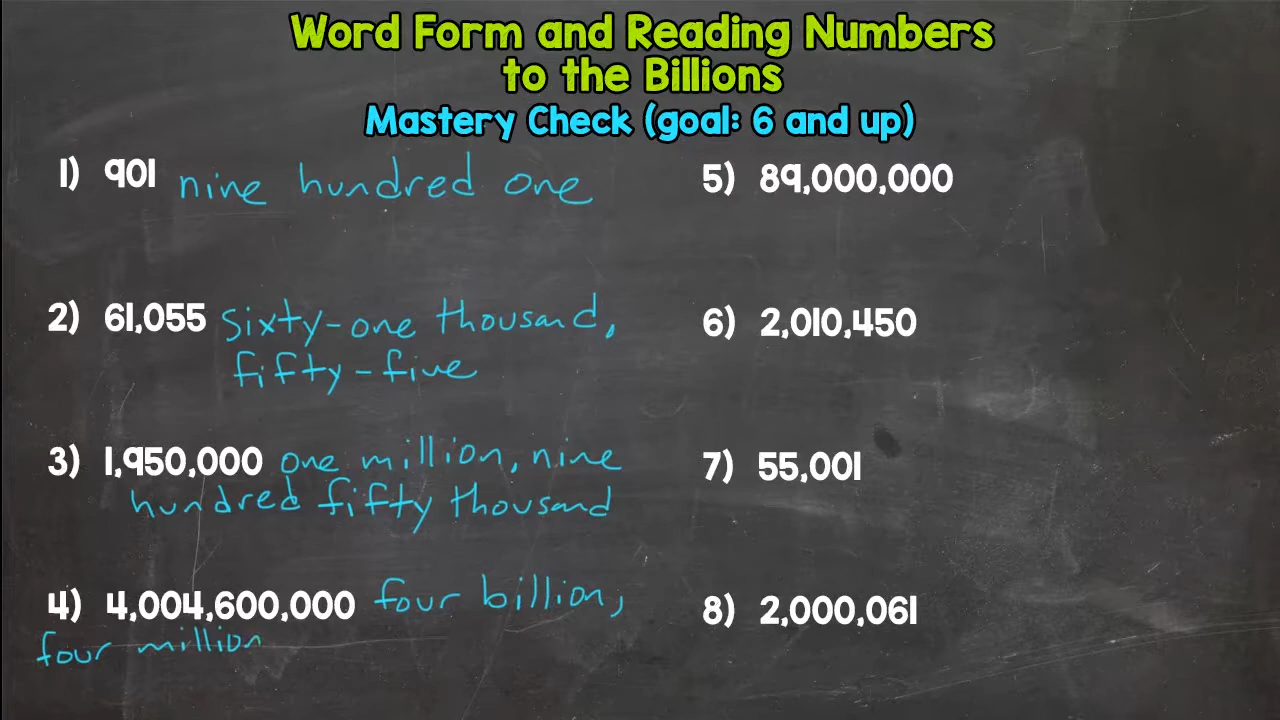 Word Form and Reading Numbers
to the Billions
Mastery Check (goal: 6 and up)
1) 901 nine hundred one
2) 61,055 sixty-one thousand,
fifty-five
3) 1,950,000 one million, nine
hundred fifty thousand
4) 4,004,600,000 four billion,
four million
5) 89,000,000
6) 2,010,450
7) 55,001
8) 2,000,061